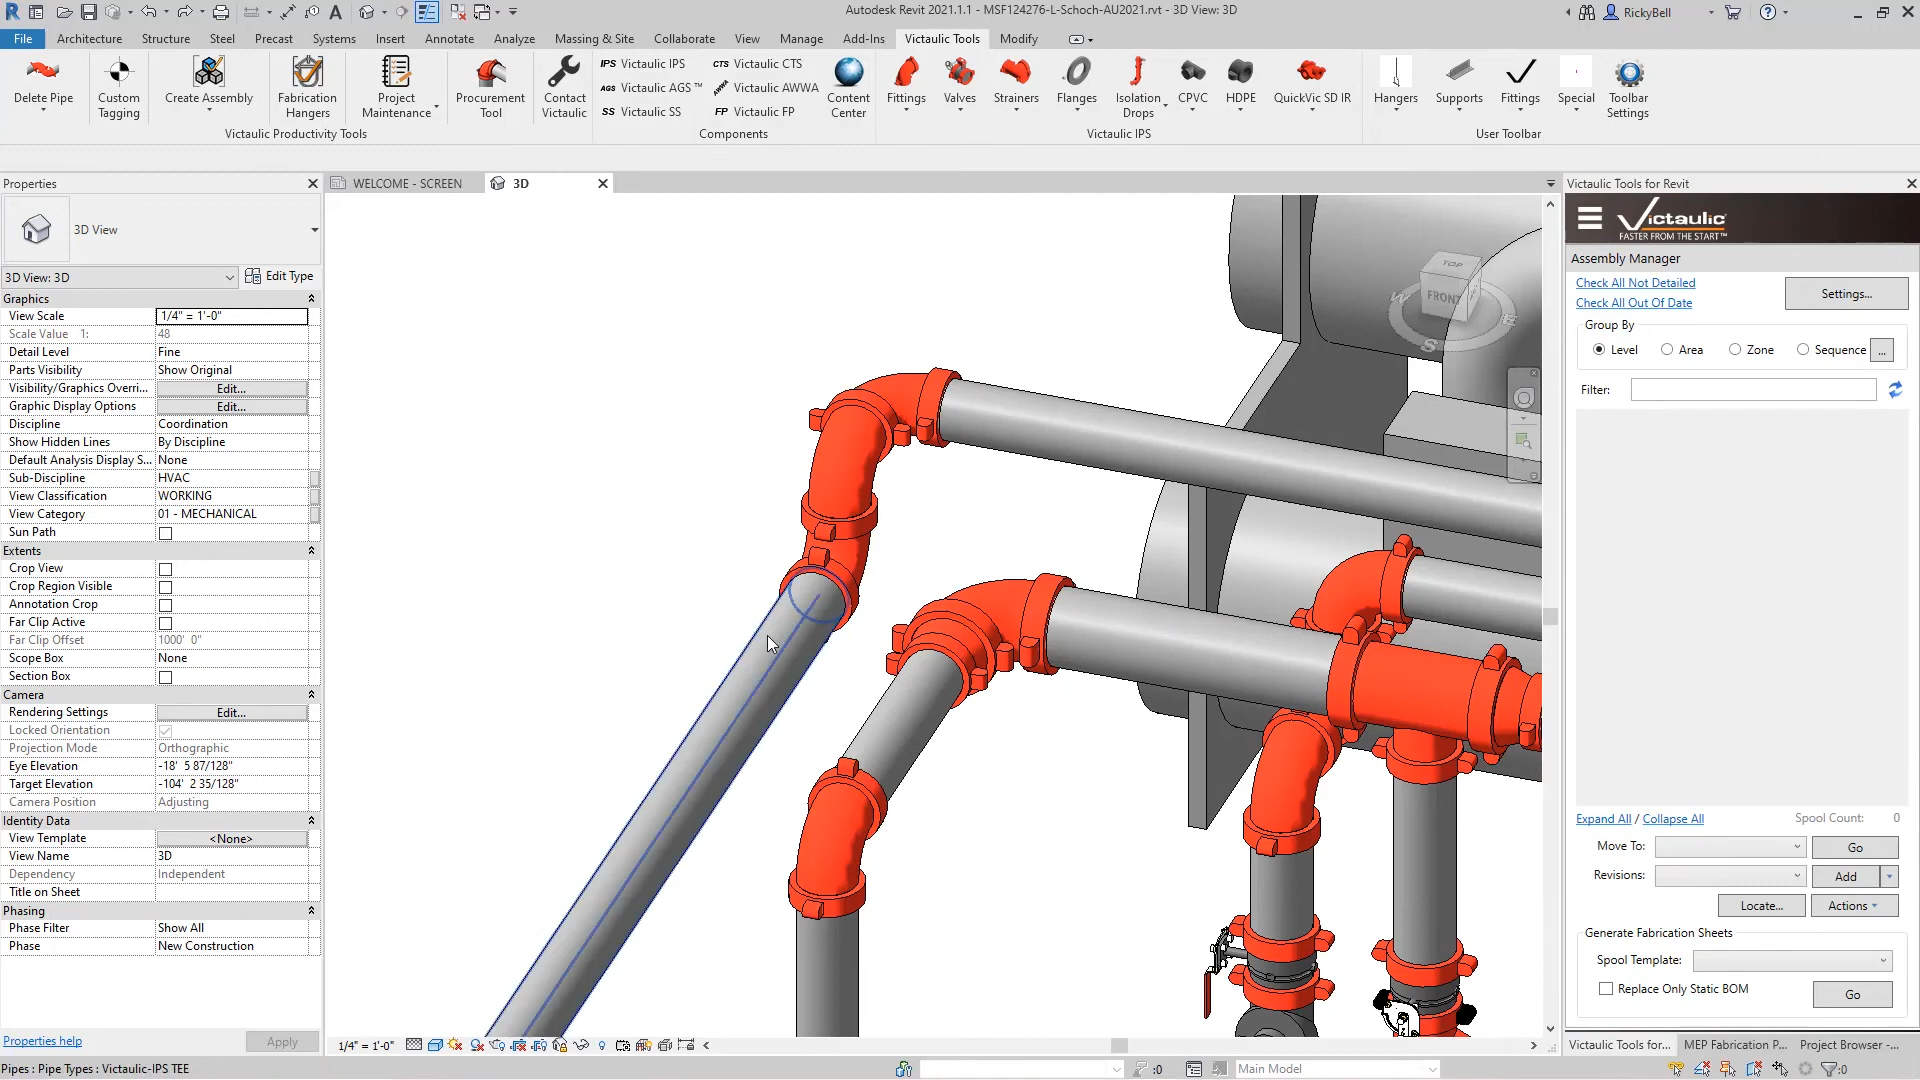 Autodesk Revit 2021.1.1 - MSF124276-L-Schoch-AU2021.rvt - 3D View: 3D
RickyBell
File Architecture Structure Steel Precast Systems Insert Annotate Analyze Massing & Site Collaborate View Manage Add-Ins Victaulic Tools Modify
IPS Victaulic IPS CTS Victaulic CTS
AGS Victaulic AGS ™ Victaulic AWWA
SS Victaulic SS FP Victaulic FP
Delete Pipe
Custom Tagging
Create Assembly
Fabrication Hangers
Project Maintenance
Procurement Tool
Contact Victaulic
Content Center
Fittings
Valves
Strainers
Flanges
Isolation Drops
CPVC
HDPE
QuickVic SD IR
Hangers
Supports
Fittings
Special
Toolbar Settings
Victaulic Productivity Tools
Components
Victaulic IPS
User Toolbar
Properties
WELCOME - SCREEN
3D
3D View
3D View: 3D
Edit Type
Graphics
View Scale 1/4" = 1'-0"
Scale Value 1: 48
Detail Level Fine
Parts Visibility Show Original
Visibility/Graphics Overri... Edit...
Graphic Display Options Edit...
Discipline Coordination
Show Hidden Lines By Discipline
Default Analysis Display S... None
Sub-Discipline HVAC
View Classification WORKING
View Category 01 - MECHANICAL
Sun Path
Extents
Crop View
Crop Region Visible
Annotation Crop
Far Clip Active
Far Clip Offset 1000' 0"
Scope Box None
Section Box
Camera
Rendering Settings Edit...
Locked Orientation
Projection Mode Orthographic
Eye Elevation -18' 5 87/128"
Target Elevation -104' 2 35/128"
Camera Position Adjusting
Identity Data
View Template <None>
View Name 3D
Dependency Independent
Title on Sheet
Phasing
Phase Filter Show All
Phase New Construction
Properties help
Apply
TOP
FRONT
W
S
E
1/4" = 1'-0"
Victaulic Tools for Revit
Victaulic
FASTER FROM THE START™
Assembly Manager
Check All Not Detailed
Check All Out Of Date
Settings...
Group By
Level Area Zone Sequence ...
Filter:
Expand All / Collapse All Spool Count: 0
Move To: Go
Revisions: Add
Locate... Actions
Generate Fabrication Sheets
Spool Template:
Replace Only Static BOM
Go
Victaulic Tools for... MEP Fabrication P... Project Browser -...
Pipes : Pipe Types : Victaulic-IPS TEE
:0
Main Model
:0